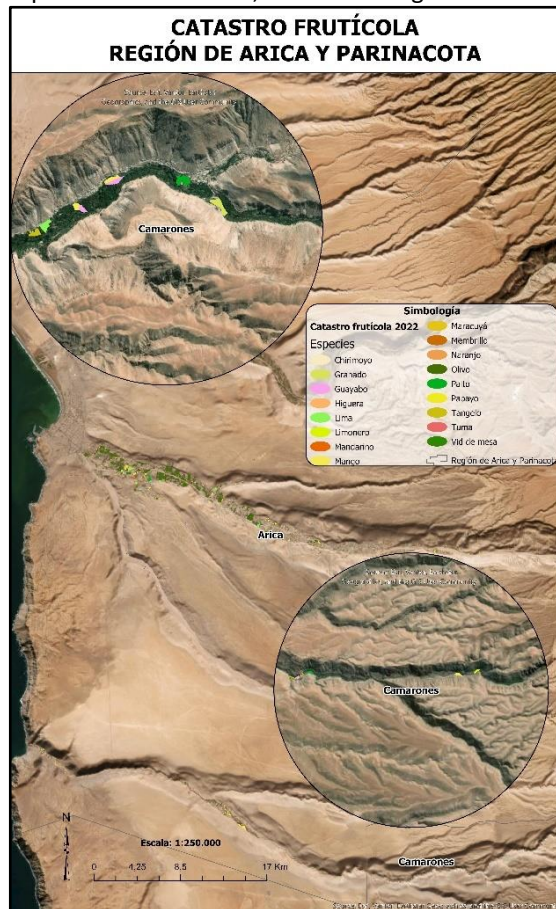 CATASTRO FRUTÍCOLA
REGIÓN DE ARICA Y PARINACOTA
Camarones
Simbología
Catastro frutícola 2022
Especies
Chirimoyo
Granado
Guayabo
Higuera
Lima
Limonero
Mandarino
Mango
Maracuyá
Membrillo
Naranjo
Olivo
Palto
Papayo
Tangelo
Tuna
Vid de mesa
Región de Arica y Parinacota
Arica
Camarones
N
Escala: 1:250.000
0 4,25 8,5 17 Km
Camarones